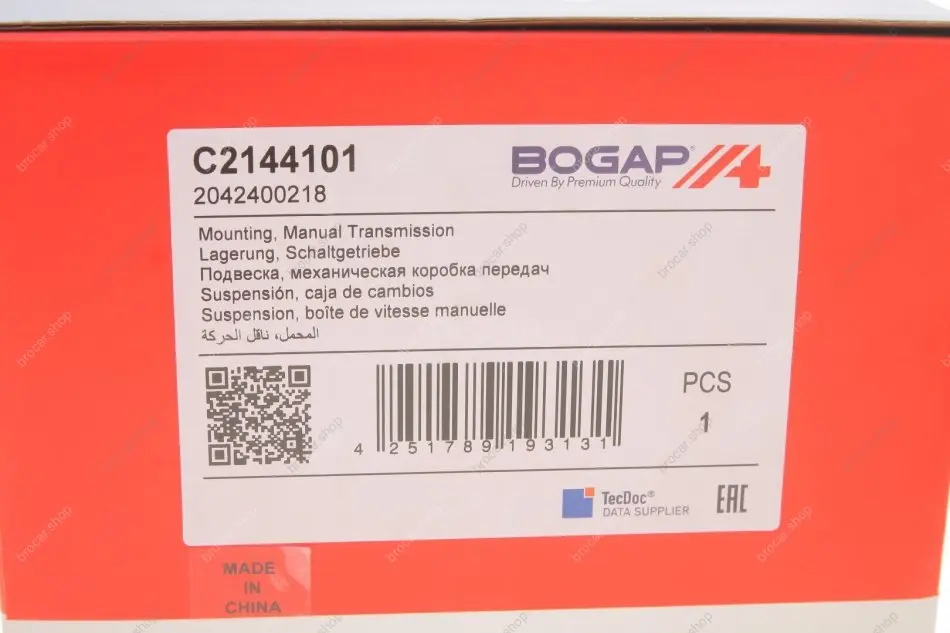 C2144101
2042400218
BOGAP
Driven By Premium Quality
Mounting, Manual Transmission
Lagerung, Schaltgetriebe
Подвеска, механическая коробка передач
Suspensión, caja de cambios
Suspension, boîte de vitesse manuelle
المحمل، ناقل الحركة
4 251789 193131
PCS
1
TecDoc®
DATA SUPPLIER
EAC
MADE
IN
CHINA
brocar.shop